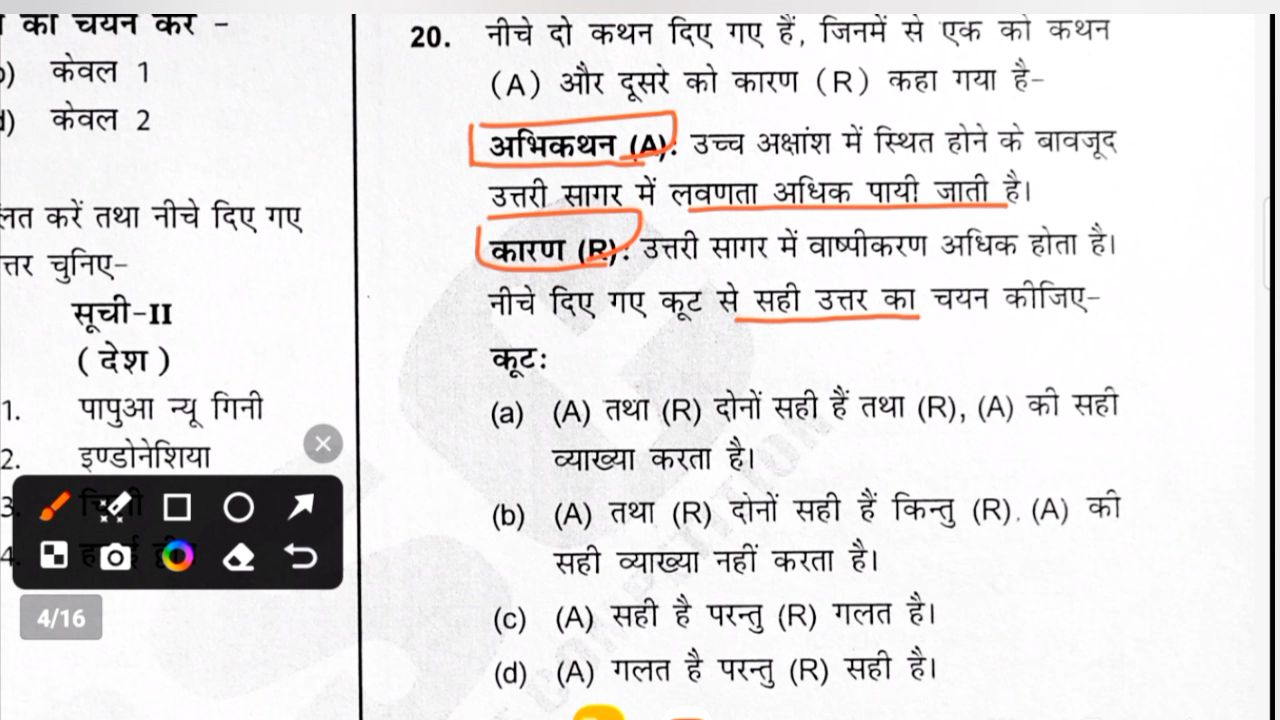 का चयन करें -
केवल 1
केवल 2
करें तथा नीचे दिए गए
चुनिए-
सूची-II
( देश )
1. पापुआ न्यू गिनी
2. इण्डोनेशिया
3.
4.
4/16
20. नीचे दो कथन दिए गए हैं, जिनमें से एक को कथन
(A) और दूसरे को कारण (R) कहा गया है-
अभिकथन (A): उच्च अक्षांश में स्थित होने के बावजूद
उत्तरी सागर में लवणता अधिक पायी जाती है।
कारण (R): उत्तरी सागर में वाष्पीकरण अधिक होता है।
नीचे दिए गए कूट से सही उत्तर का चयन कीजिए-
कूटः
(a) (A) तथा (R) दोनों सही हैं तथा (R), (A) की सही
व्याख्या करता है।
(b) (A) तथा (R) दोनों सही हैं किन्तु (R). (A) की
सही व्याख्या नहीं करता है।
(c) (A) सही है परन्तु (R) गलत है।
(d) (A) गलत है परन्तु (R) सही है।